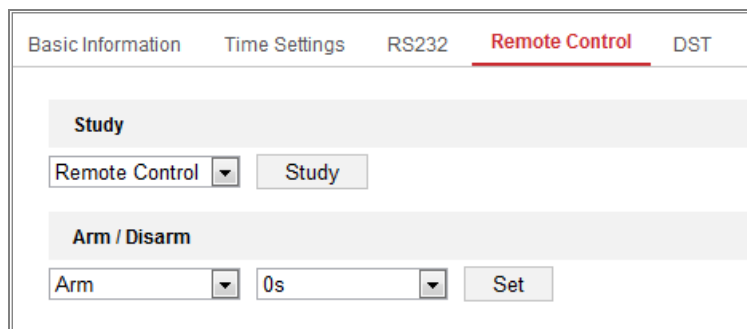 Basic Information Time Settings RS232 Remote Control DST
Study
Remote Control Study
Arm / Disarm
Arm 0s Set